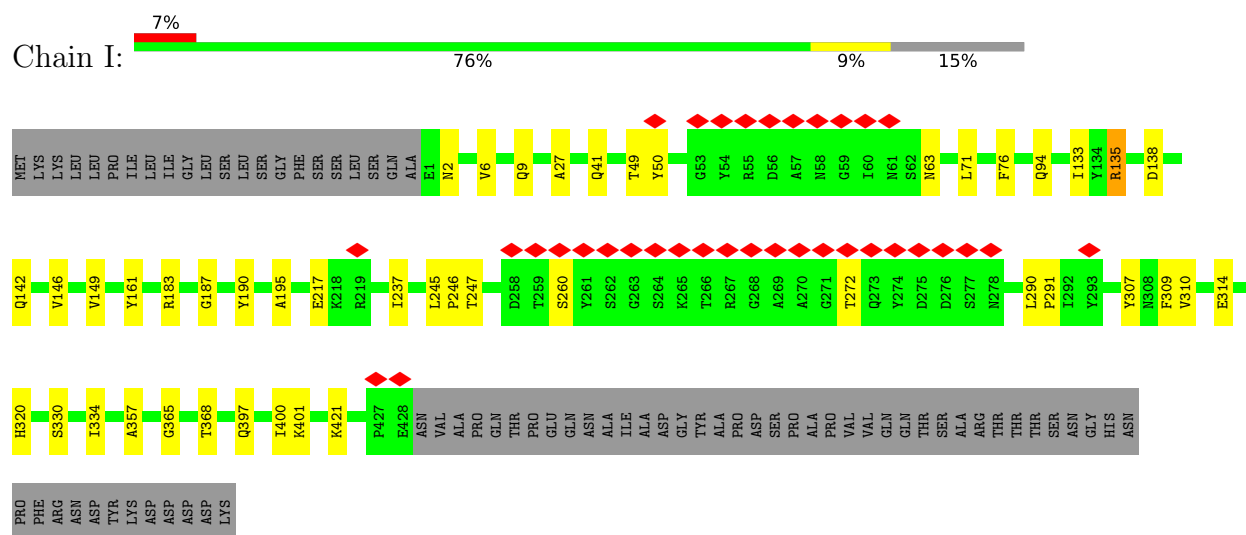 7%
Chain I:
76% 9% 15%
MET LYS LYS LEU LEU PRO ILE LEU ILE GLY LEU SER LEU SER GLY PHE SER SER LEU SER GLN ALA E1 N2 V6 Q9 A27 Q41 T49 Y50 G53 Y54 R55 D56 A57 N58 G59 I60 N61 S62 N63 L71 F76 Q94 I133 Y134 R135 D138
Q142 V146 V149 Y161 R183 G187 Y190 A195 E217 K218 R219 I237 L245 P246 T247 D258 T259 S260 Y261 S262 G263 S264 K265 T266 R267 G268 A269 A270 G271 T272 Q273 Y274 D275 D276 S277 N278 L290 P291 I292 Y293 Y307 N308 F309 V310 E314
H320 S330 I334 A357 G365 T368 Q397 I400 K401 K421 P427 E428 ASN VAL ALA PRO GLN THR PRO GLU GLN ASN ALA ILE ALA ASP GLY TYR ALA PRO ASP SER PRO ALA PRO VAL VAL GLN GLN THR THR SER ALA ARG THR THR THR SER ASN GLY HIS ASN
PRO PHE ARG ASN ASP TYR LYS ASP ASP ASP ASP LYS